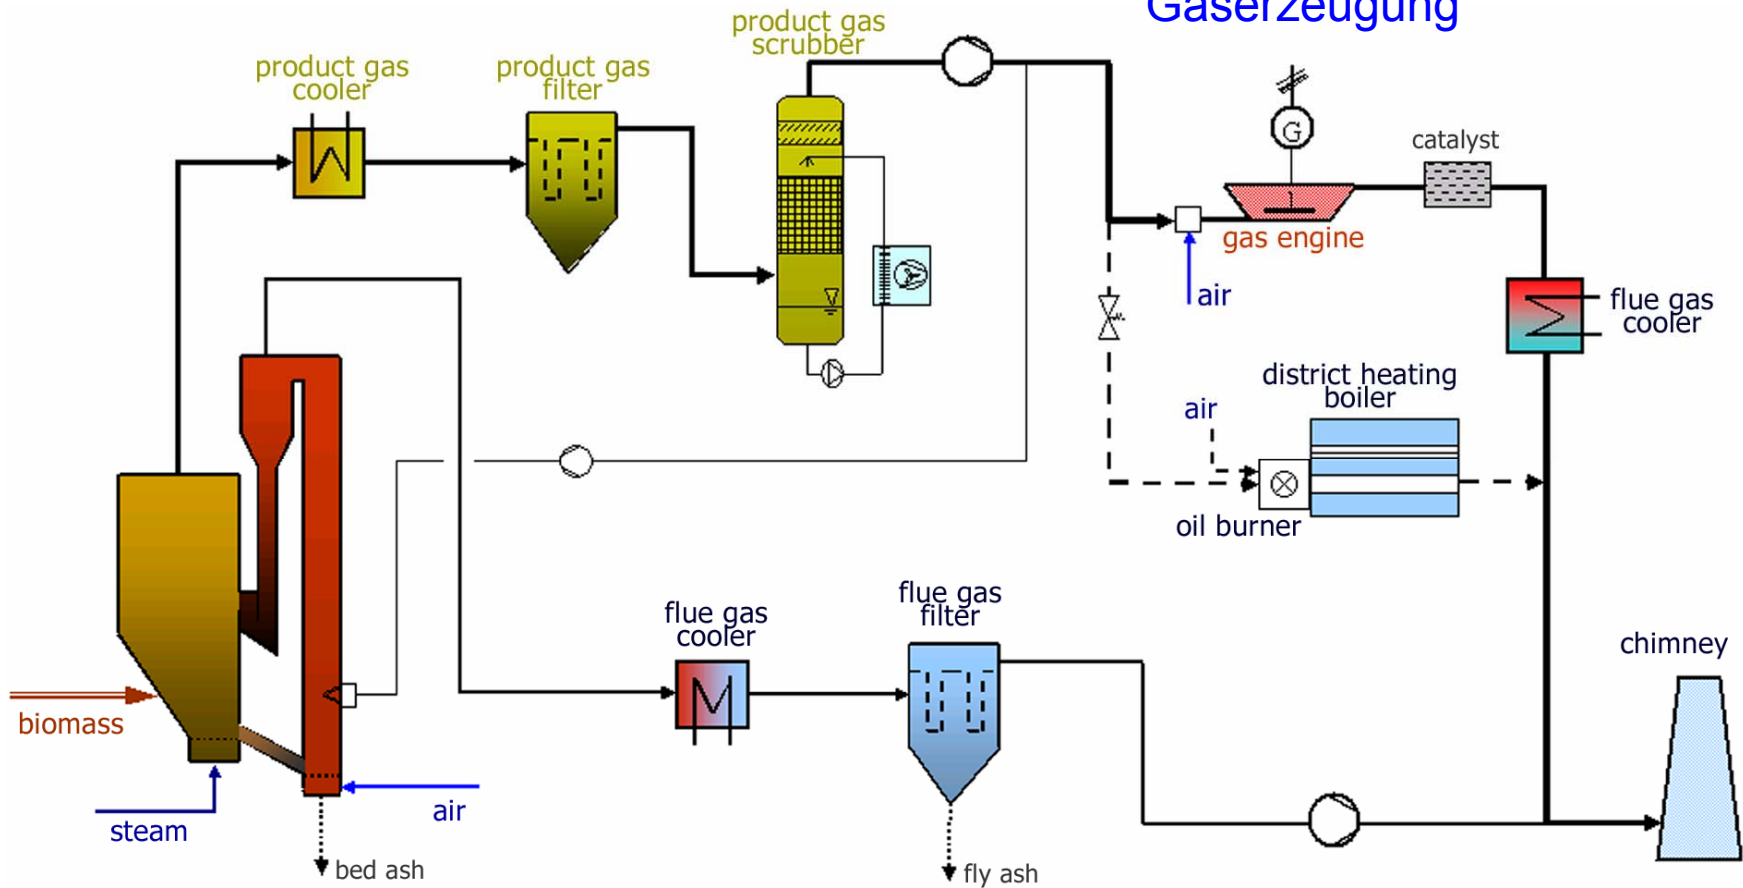 Gaserzeugung
product gas
scrubber
product gas
cooler
product gas
filter
G
catalyst
gas engine
air
flue gas
cooler
district heating
boiler
air
oil burner
flue gas
cooler
flue gas
filter
chimney
biomass
steam
air
bed ash
fly ash